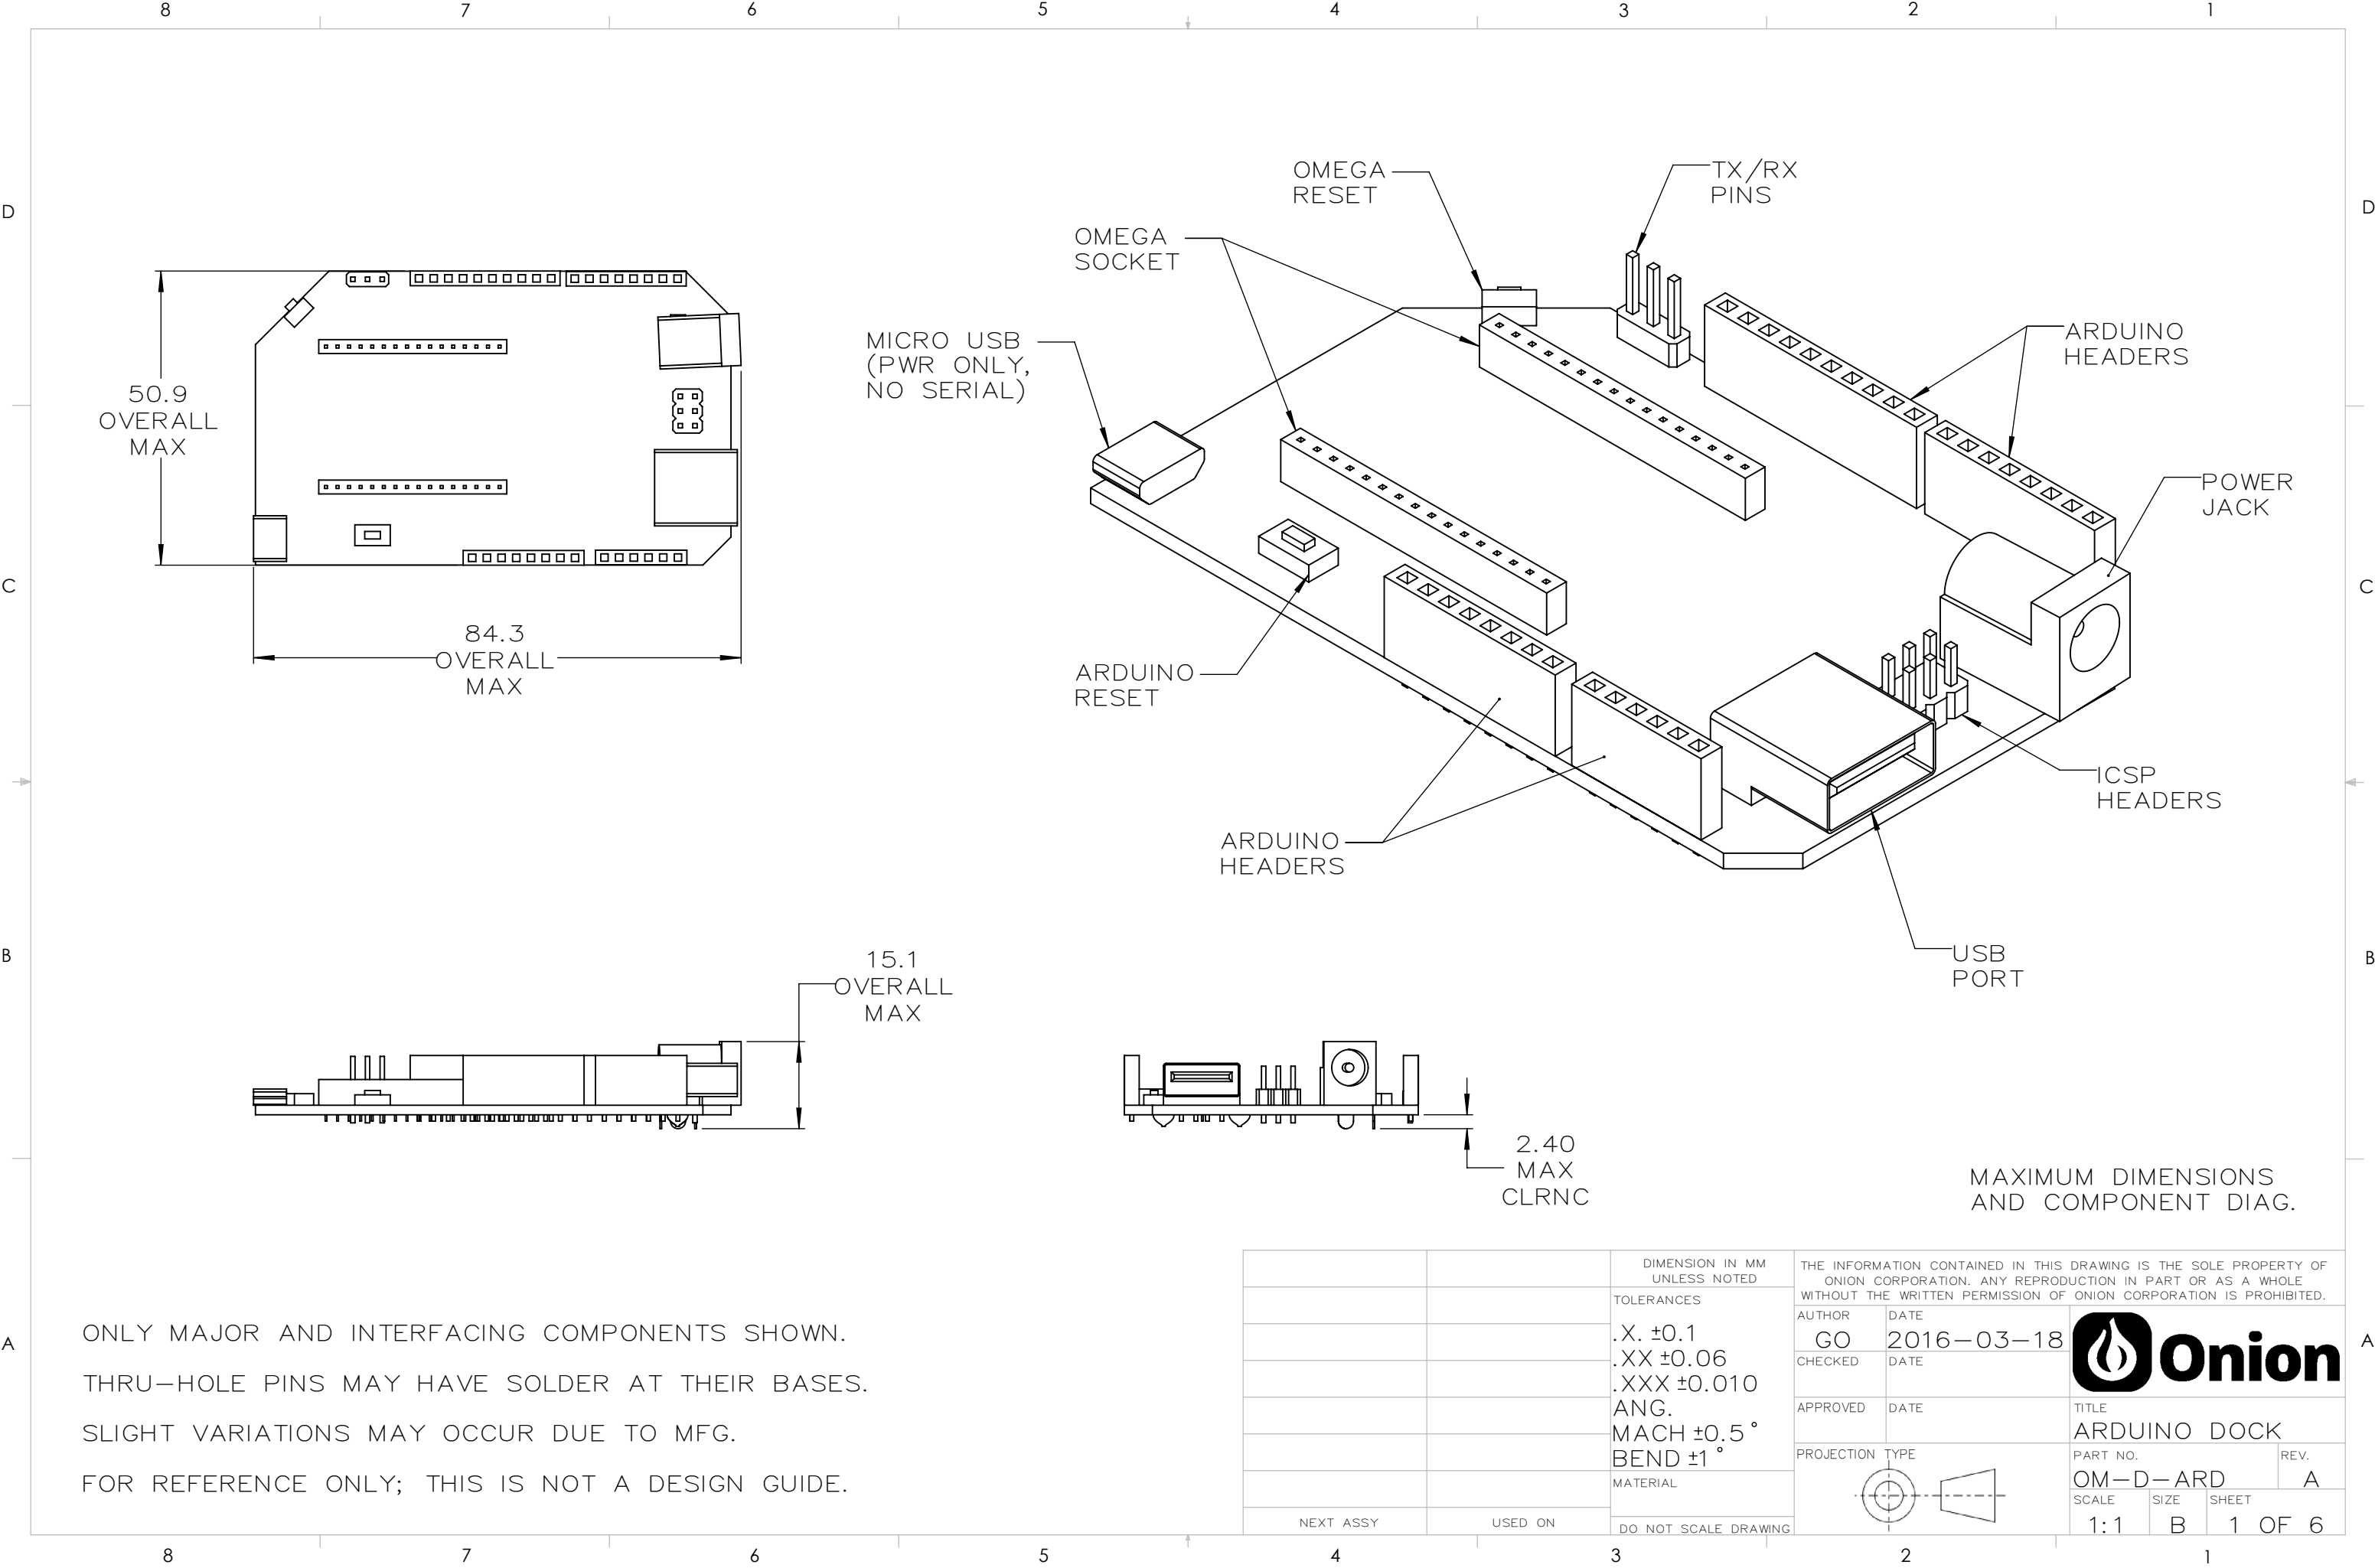 8 7 6 5 4 3 2 1
D
D
C
C
B
B
A
A
50.9
OVERALL
MAX
84.3
OVERALL
MAX
OMEGA
RESET
TX/RX
PINS
OMEGA
SOCKET
MICRO USB
(PWR ONLY,
NO SERIAL)
ARDUINO
HEADERS
POWER
JACK
ARDUINO
RESET
ICSP
HEADERS
ARDUINO
HEADERS
USB
PORT
15.1
OVERALL
MAX
2.40
MAX
CLRNC
MAXIMUM DIMENSIONS
AND COMPONENT DIAG.
ONLY MAJOR AND INTERFACING COMPONENTS SHOWN.
THRU-HOLE PINS MAY HAVE SOLDER AT THEIR BASES.
SLIGHT VARIATIONS MAY OCCUR DUE TO MFG.
FOR REFERENCE ONLY; THIS IS NOT A DESIGN GUIDE.
NEXT ASSY
USED ON
DIMENSION IN MM
UNLESS NOTED
TOLERANCES
.X. ±0.1
.XX ±0.06
.XXX ±0.010
ANG.
MACH ±0.5°
BEND ±1°
MATERIAL
DO NOT SCALE DRAWING
THE INFORMATION CONTAINED IN THIS DRAWING IS THE SOLE PROPERTY OF
ONION CORPORATION. ANY REPRODUCTION IN PART OR AS A WHOLE
WITHOUT THE WRITTEN PERMISSION OF ONION CORPORATION IS PROHIBITED.
AUTHOR
GO
DATE
2016-03-18
CHECKED
DATE
APPROVED
DATE
PROJECTION TYPE
Onion
TITLE
ARDUINO DOCK
PART NO.
OM-D-ARD
REV.
A
SCALE
1:1
SIZE
B
SHEET
1 OF 6
8 7 6 5 4 3 2 1